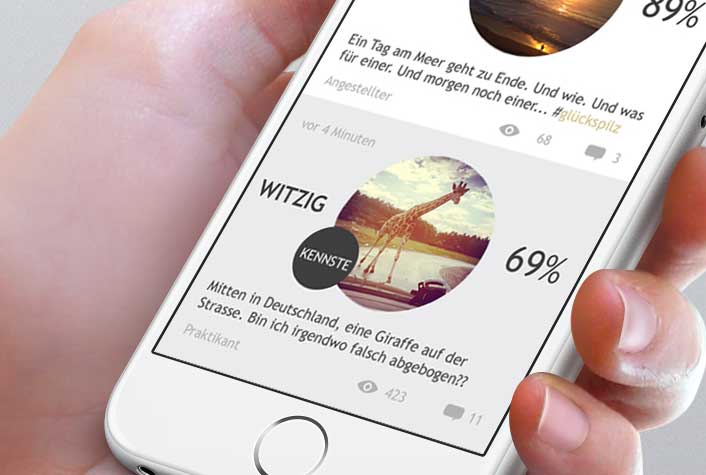 89%
Ein Tag am Meer geht zu Ende. Und wie. Und was
für einer. Und morgen noch einer... #glückspilz
Angestellter
68
3
vor 4 Minuten
WITZIG
KENNSTE
69%
Mitten in Deutschland, eine Giraffe auf der
Strasse. Bin ich irgendwo falsch abgebogen??
Praktikant
423
11